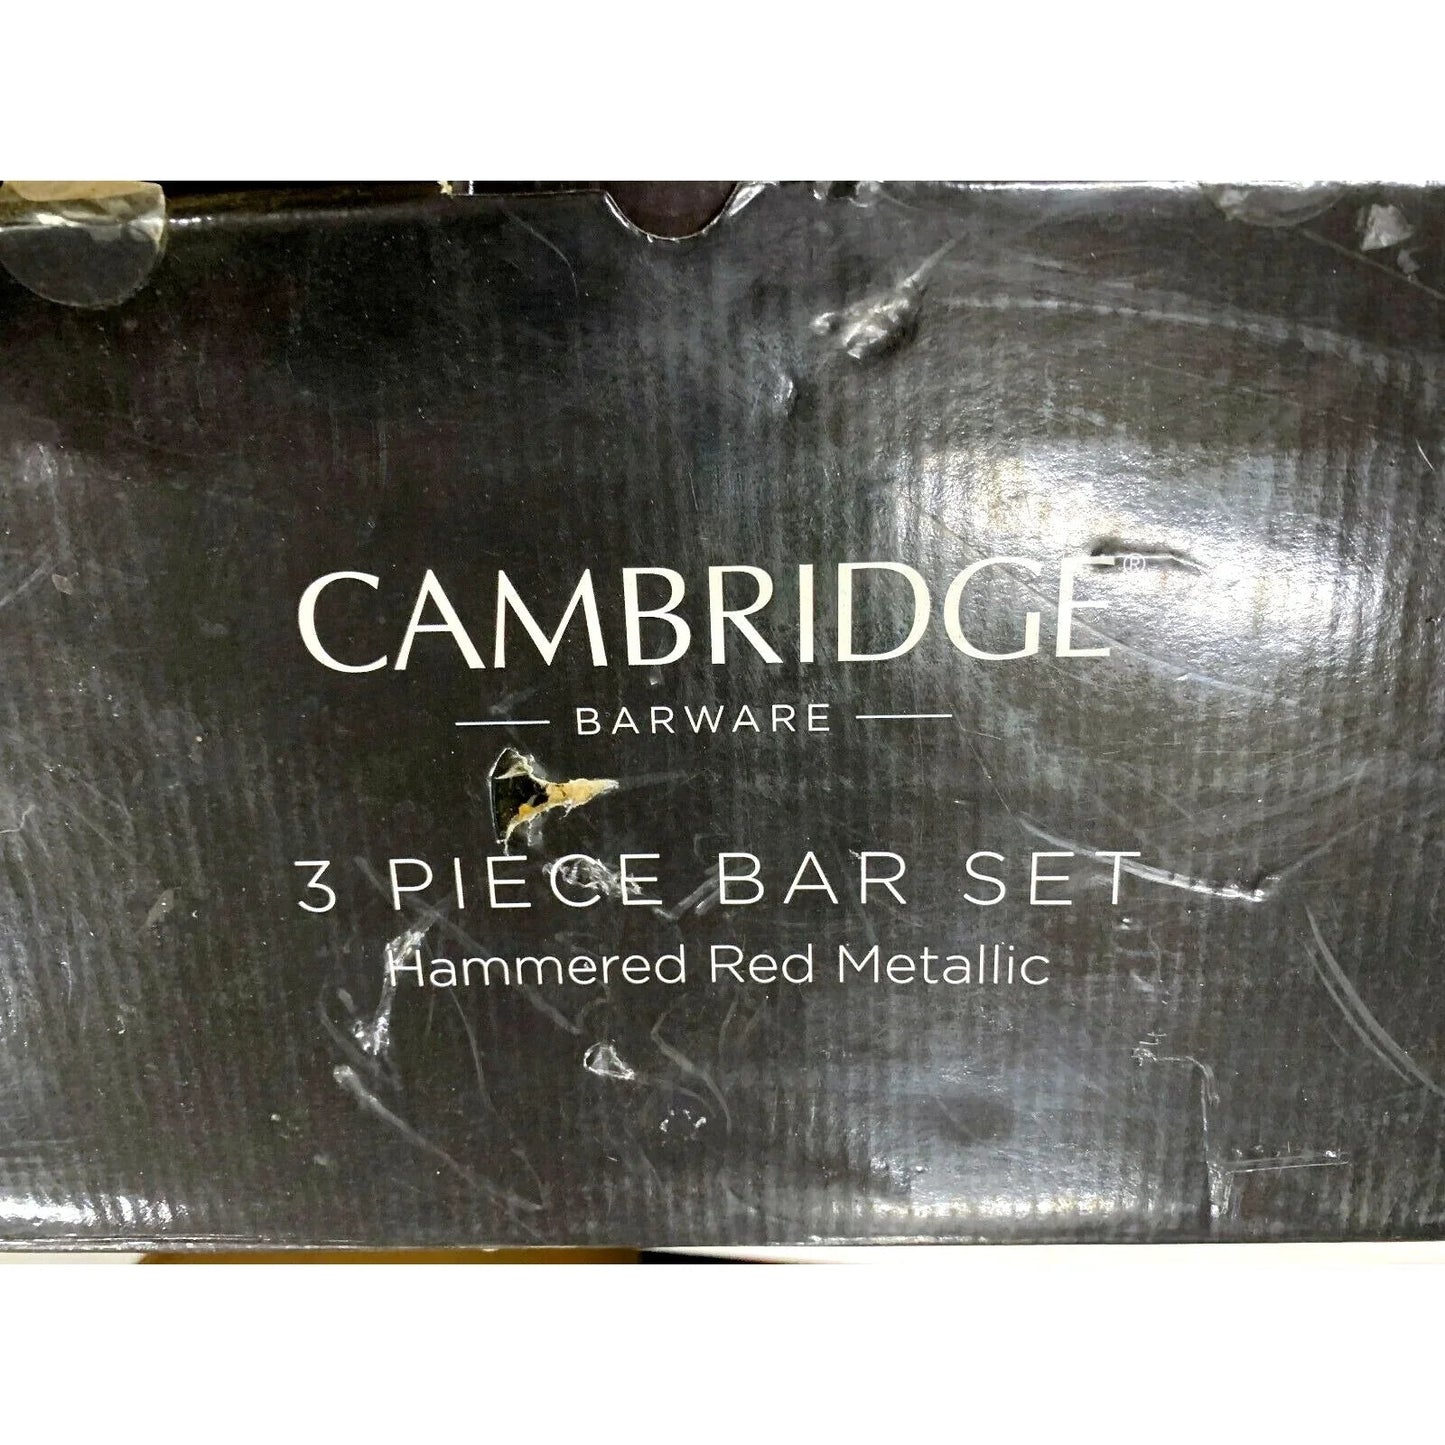 CAMBRIDGE®
BARWARE
3 PIECE BAR SET
Hammered Red Metallic